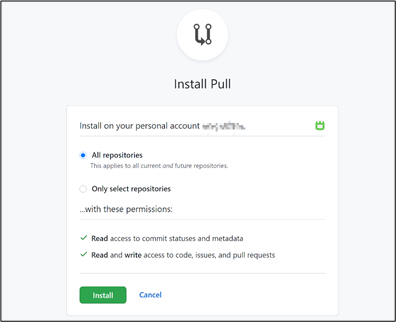 Install Pull
Install on your personal account
All repositories
This applies to all current and future repositories.
Only select repositories
...with these permissions:
Read access to commit statuses and metadata
Read and write access to code, issues, and pull requests
Install
Cancel